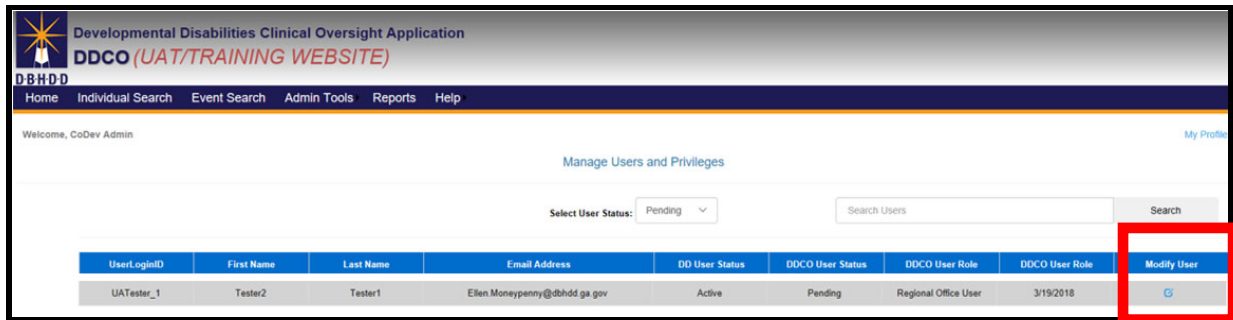 Developmental Disabilities Clinical Oversight Application
DDCO (UAT/TRAINING WEBSITE)
D·B·H·D·D
Home Individual Search Event Search Admin Tools Reports Help
Welcome, CoDev Admin My Profile
Manage Users and Privileges
Select User Status: Pending Search Users Search
UserLoginID First Name Last Name Email Address DD User Status DDCO User Status DDCO User Role DDCO User Role Modify User
UATester_1 Tester2 Tester1 Ellen.Moneypenny@dbhdd.ga.gov Active Pending Regional Office User 3/19/2018